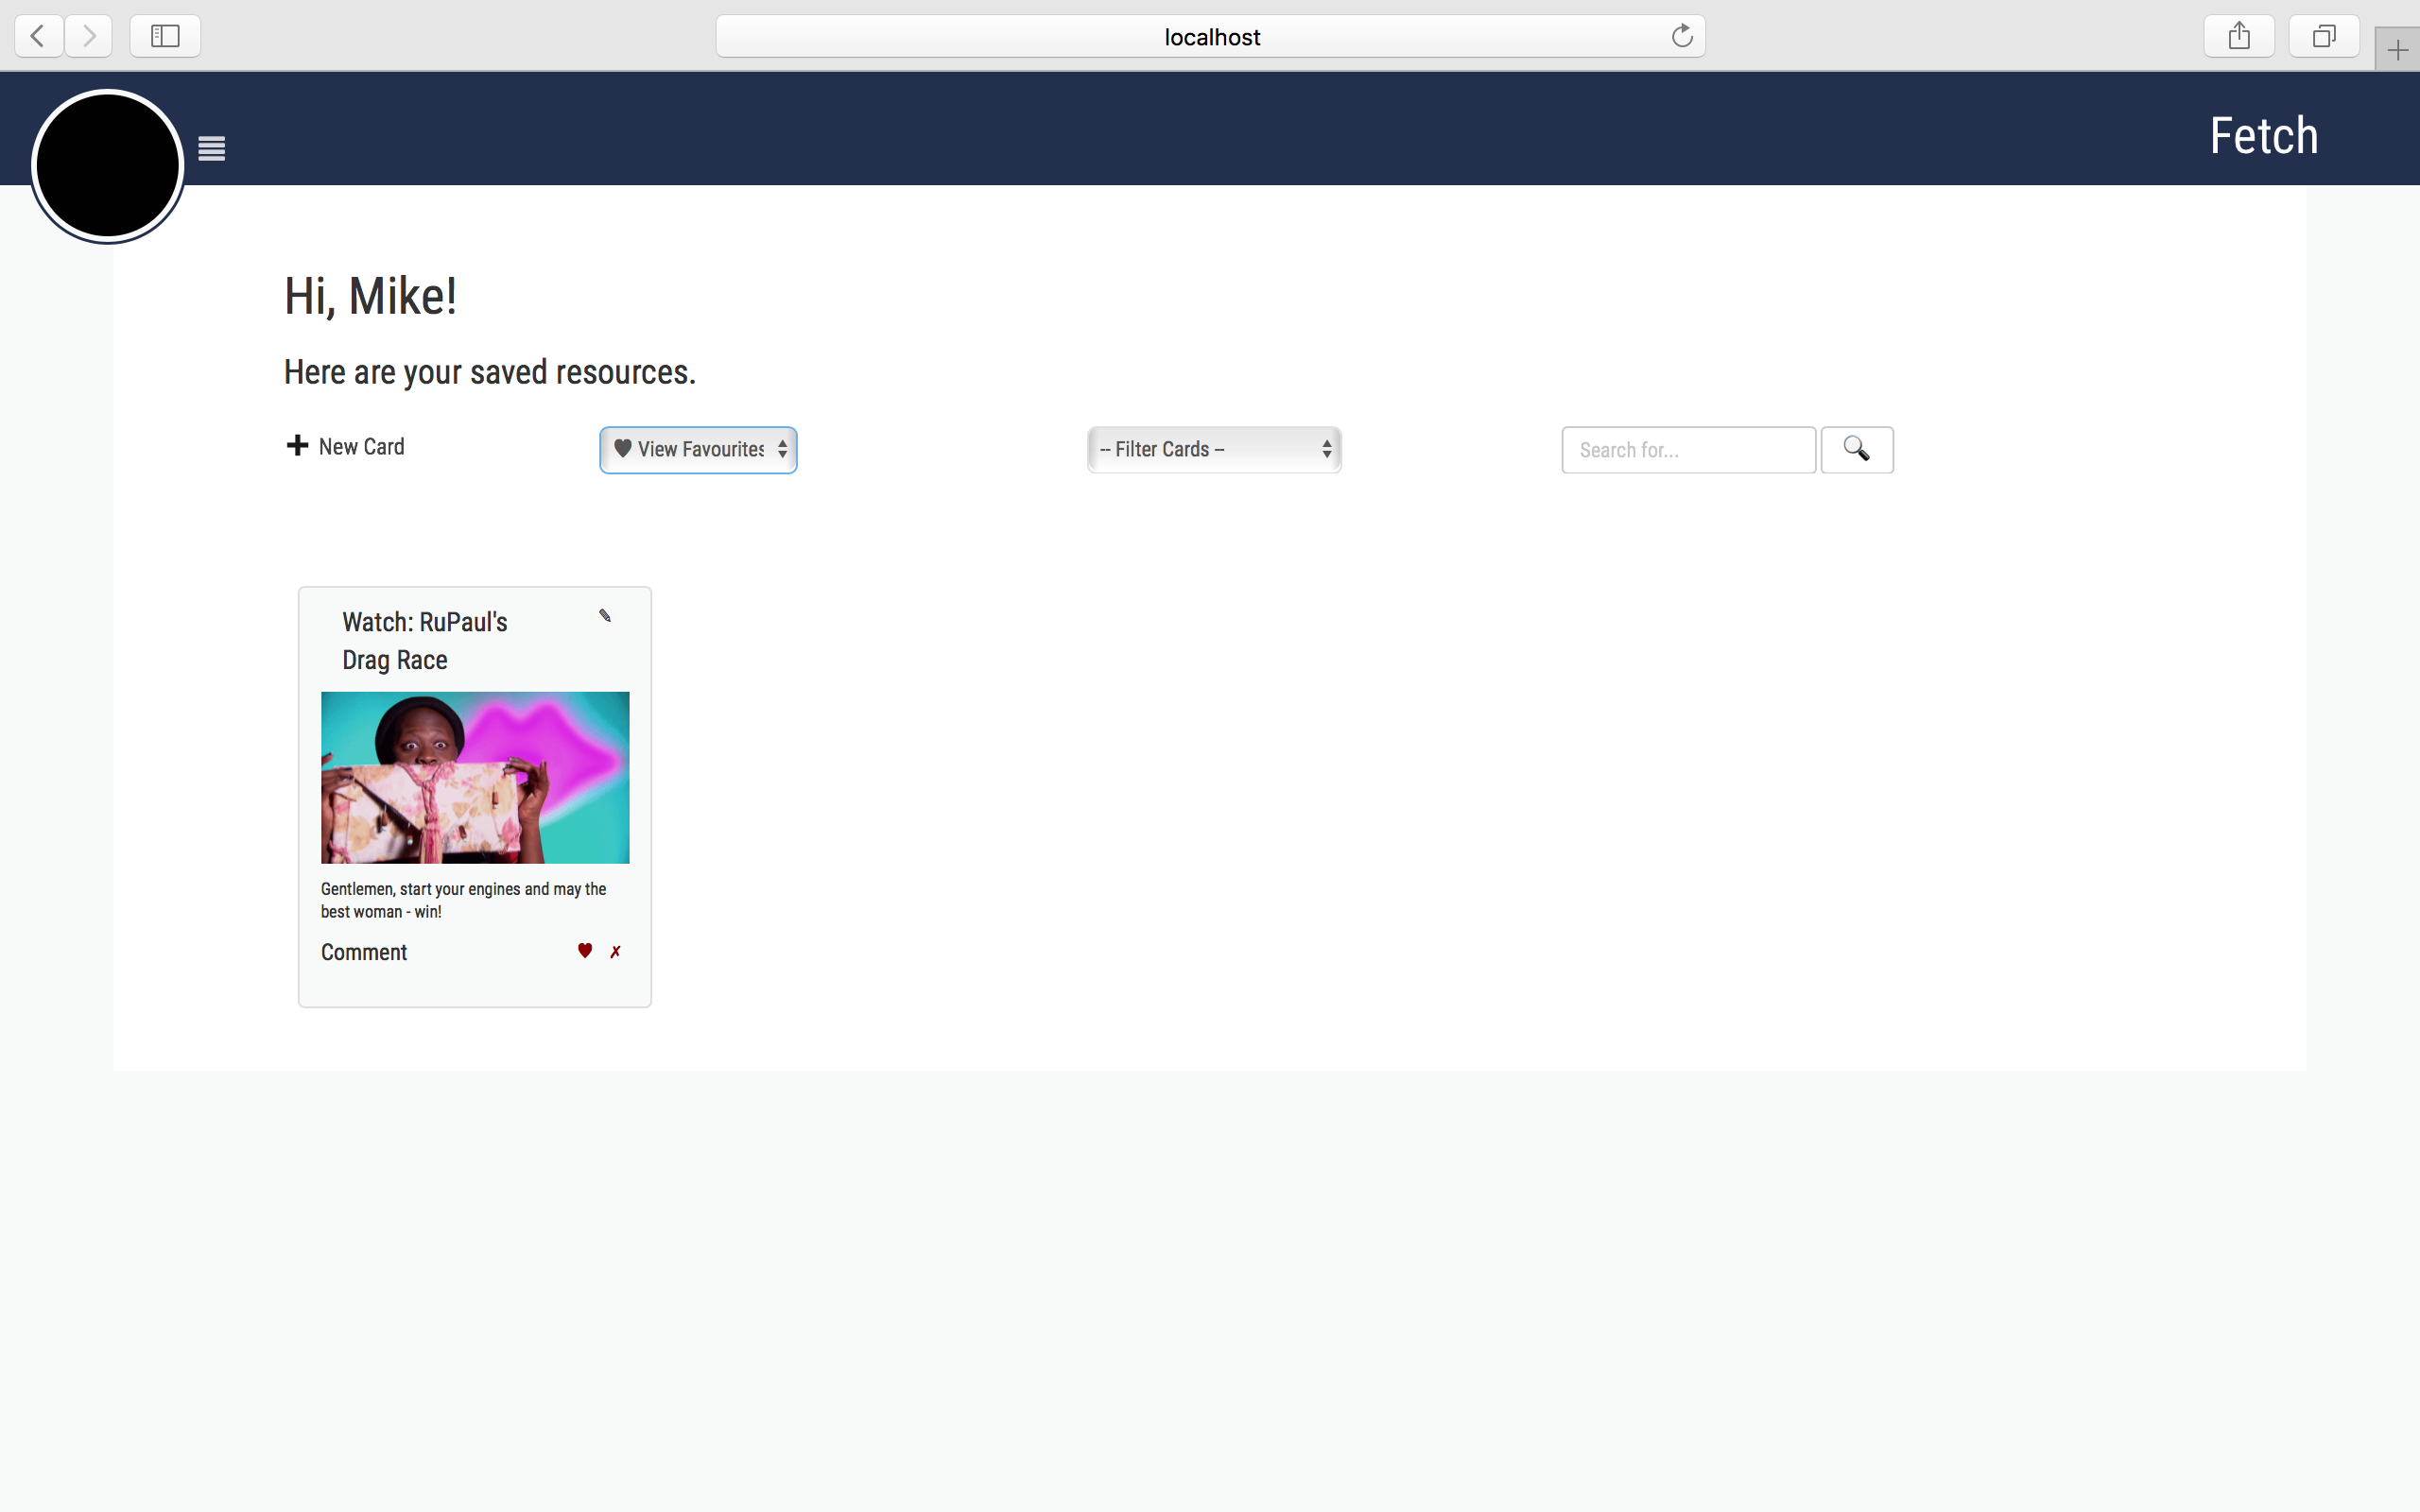 localhost
Fetch
Hi, Mike!
Here are your saved resources.
New Card
View Favourites
-- Filter Cards --
Search for...
Watch: RuPaul's
Drag Race
Gentlemen, start your engines and may the
best woman - win!
Comment